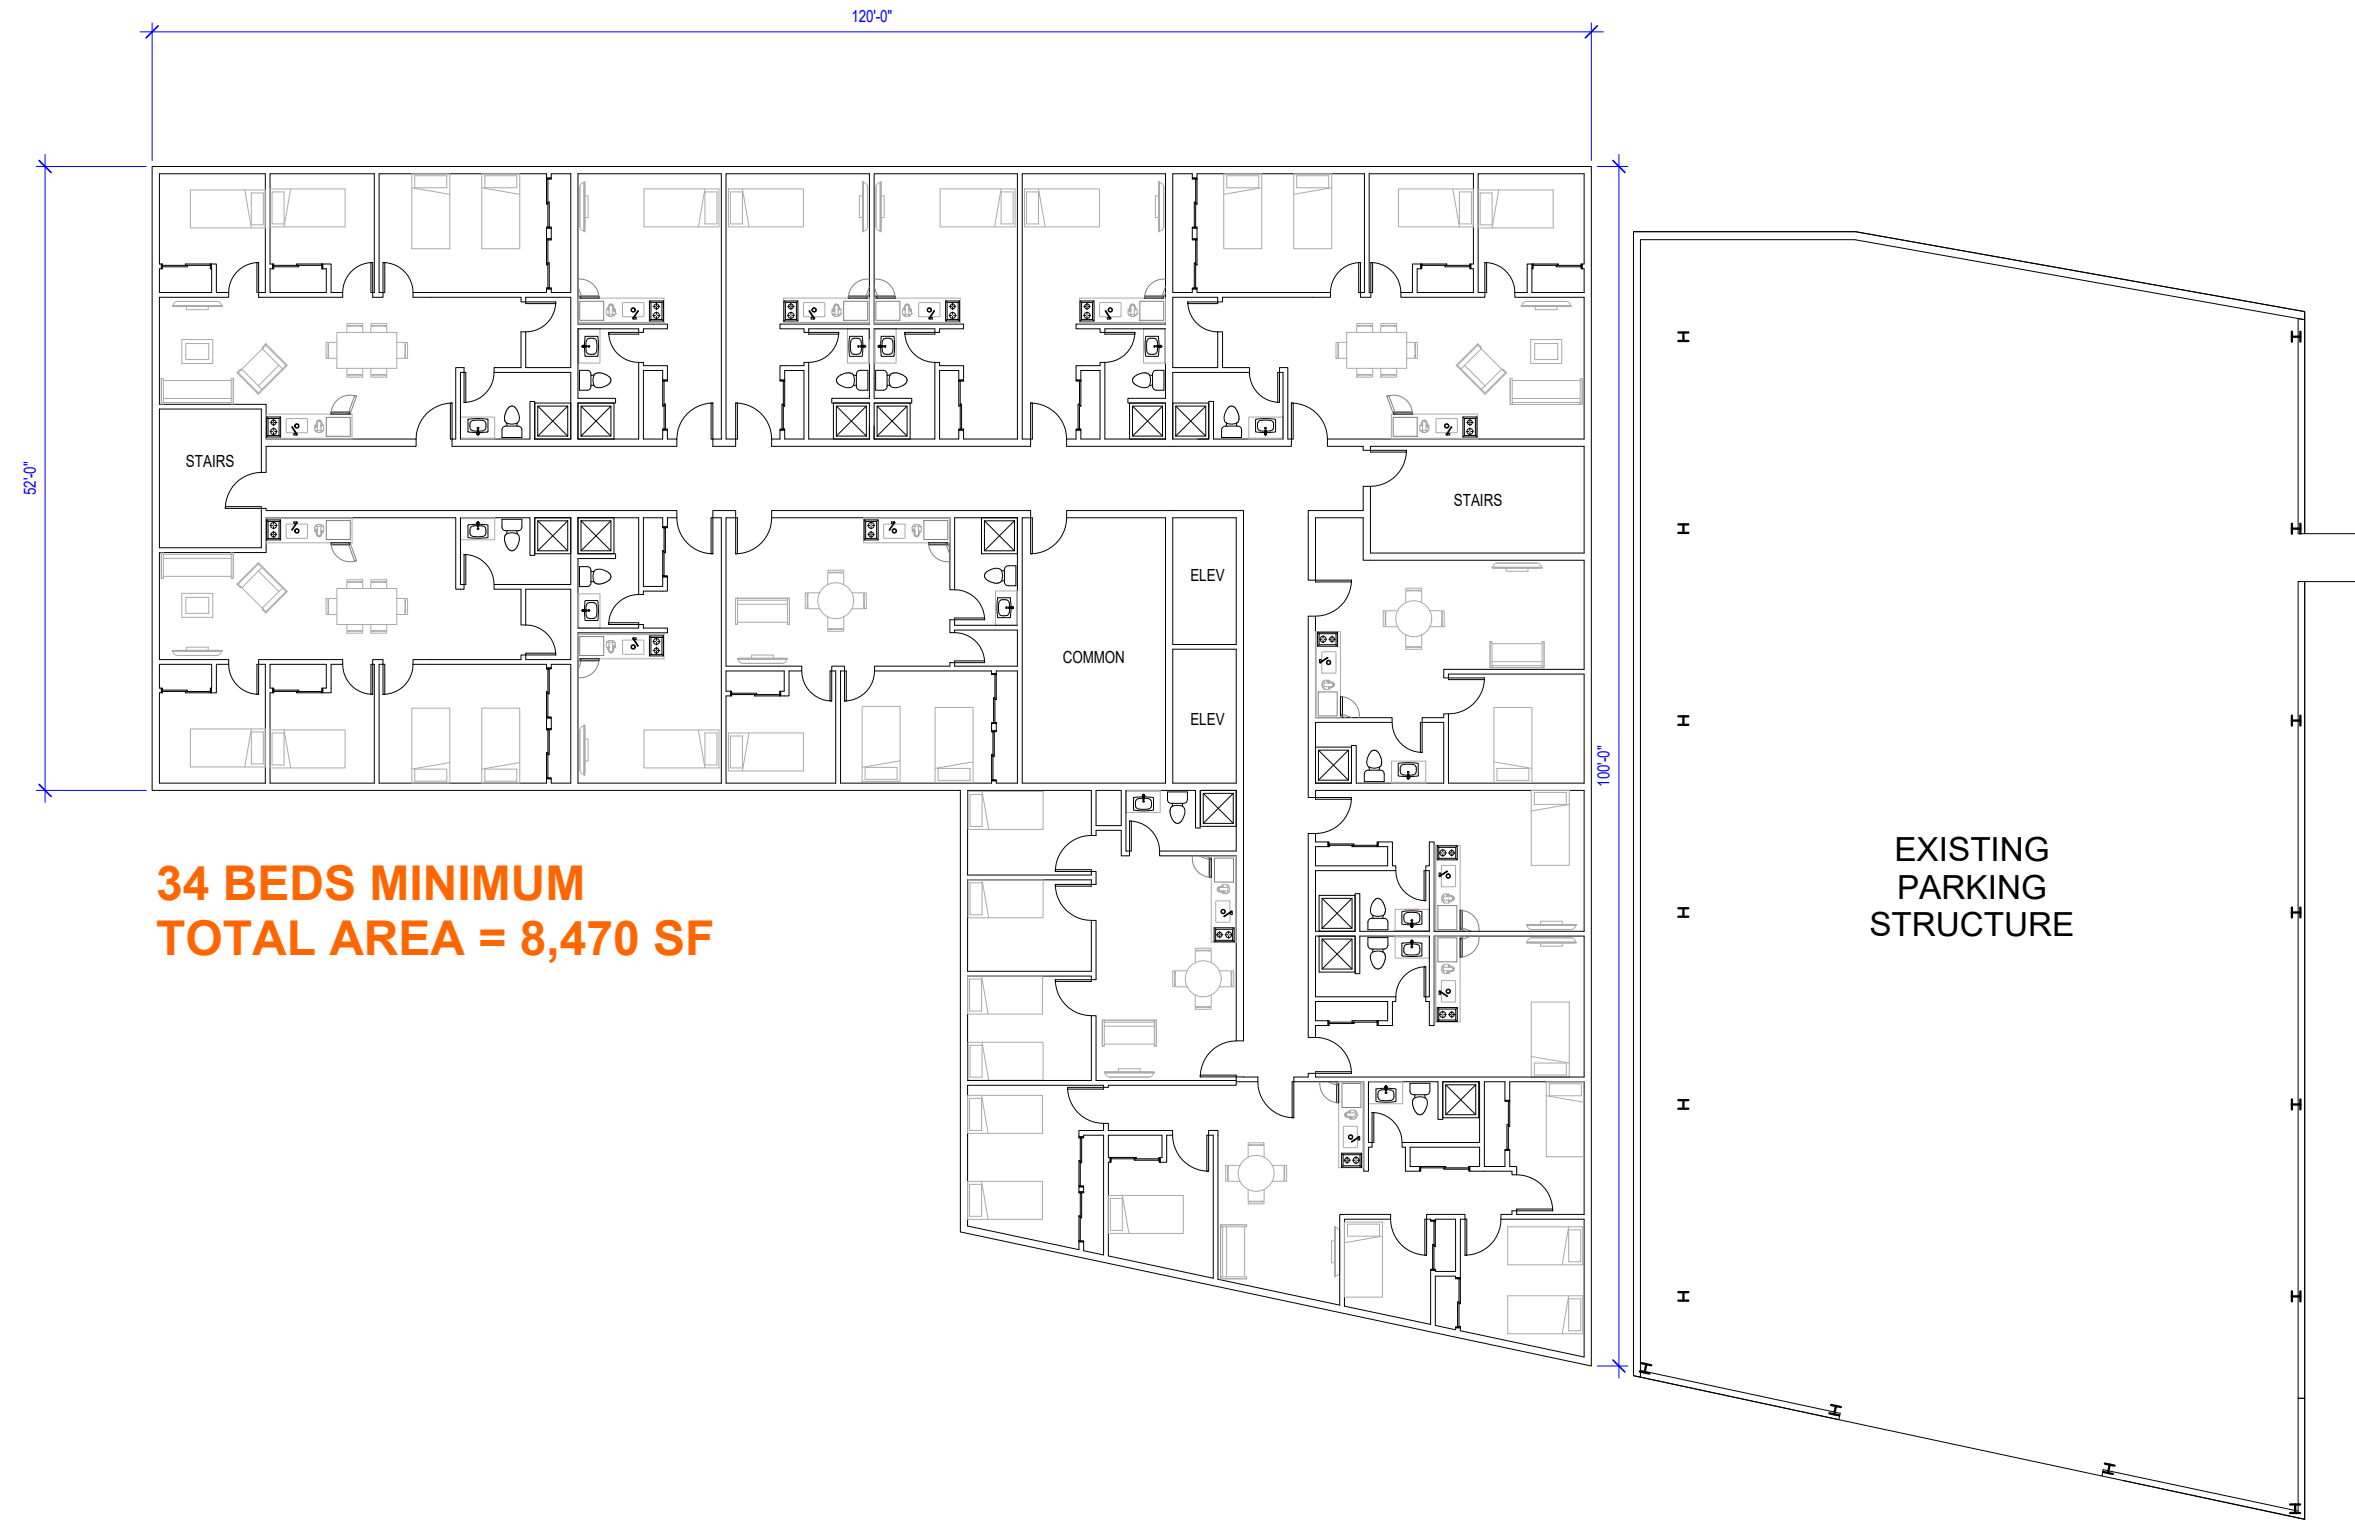 120'-0"
52'-0"
STAIRS
STAIRS
ELEV
COMMON
ELEV
100'-0"
34 BEDS MINIMUM
TOTAL AREA = 8,470 SF
EXISTING
PARKING
STRUCTURE